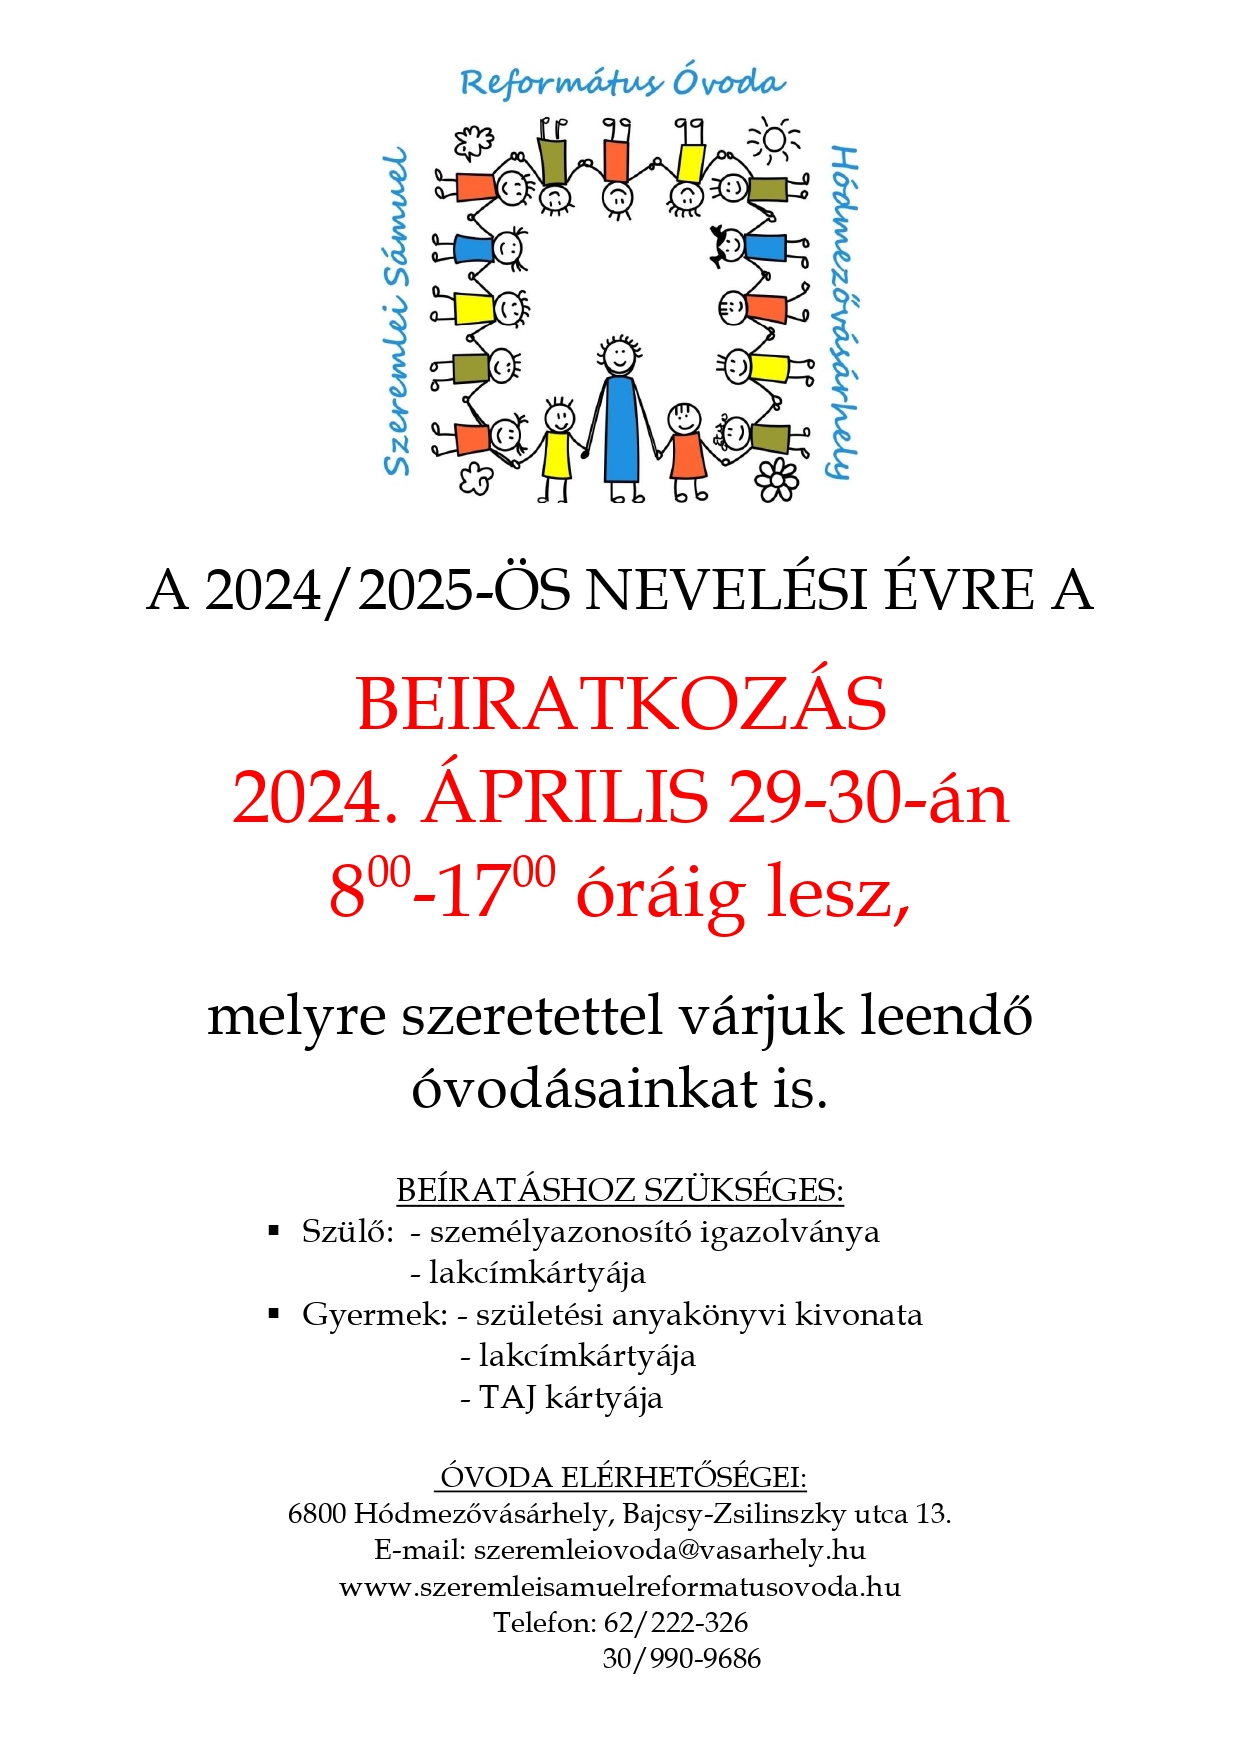 Református Óvoda
Szeremlei Sámuel
Hódmezővásárhely
A 2024/2025-ÖS NEVELÉSI ÉVRE A
BEIRATKOZÁS
2024. ÁPRILIS 29-30-án
8⁰⁰-17⁰⁰ óráig lesz,
melyre szeretettel várjuk leendő
óvodásainkat is.
BEÍRATÁSHOZ SZÜKSÉGES:
▪ Szülő: - személyazonosító igazolványa
- lakcímkártyája
▪ Gyermek: - születési anyakönyvi kivonata
- lakcímkártyája
- TAJ kártyája
ÓVODA ELÉRHETŐSÉGEI:
6800 Hódmezővásárhely, Bajcsy-Zsilinszky utca 13.
E-mail: szeremleiovoda@vasarhely.hu
www.szeremleisamuelreformatusovoda.hu
Telefon: 62/222-326
30/990-9686